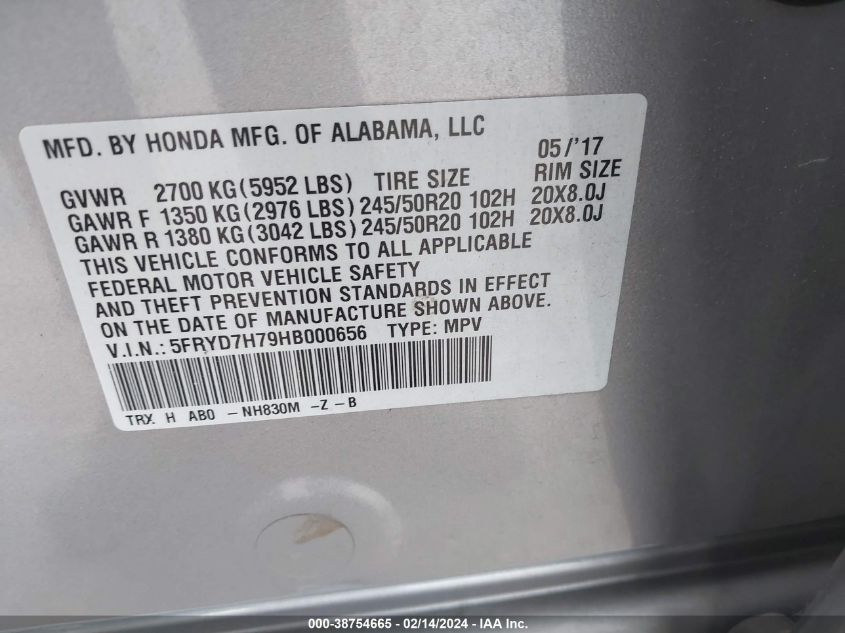 MFD. BY HONDA MFG. OF ALABAMA, LLC
05/'17
GVWR 2700 KG(5952 LBS) TIRE SIZE RIM SIZE
GAWR F 1350 KG(2976 LBS) 245/50R20 102H 20X8.0J
GAWR R 1380 KG(3042 LBS) 245/50R20 102H 20X8.0J
THIS VEHICLE CONFORMS TO ALL APPLICABLE
FEDERAL MOTOR VEHICLE SAFETY
AND THEFT PREVENTION STANDARDS IN EFFECT
ON THE DATE OF MANUFACTURE SHOWN ABOVE.
V.I.N.: 5FRYD7H79HB000656 TYPE: MPV
TRX. H AB0 - NH830M - Z - B
000-38754665 - 02/14/2024 - IAA Inc.